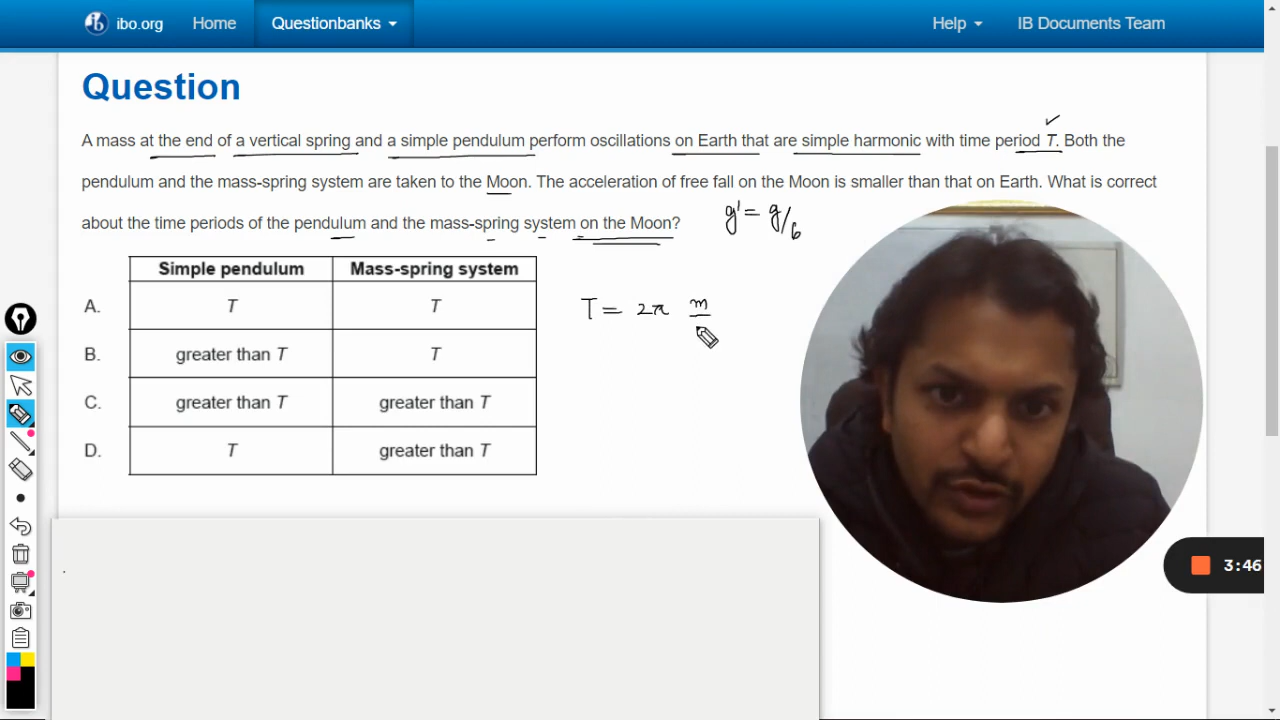 ibo.org Home Questionbanks Help IB Documents Team
Question
A mass at the end of a vertical spring and a simple pendulum perform oscillations on Earth that are simple harmonic with time period T. Both the
pendulum and the mass-spring system are taken to the Moon. The acceleration of free fall on the Moon is smaller than that on Earth. What is correct
about the time periods of the pendulum and the mass-spring system on the Moon?
g' = g/6
Simple pendulum Mass-spring system
A. T T
T = 2π m
B. greater than T T
C. greater than T greater than T
D. T greater than T
3:46